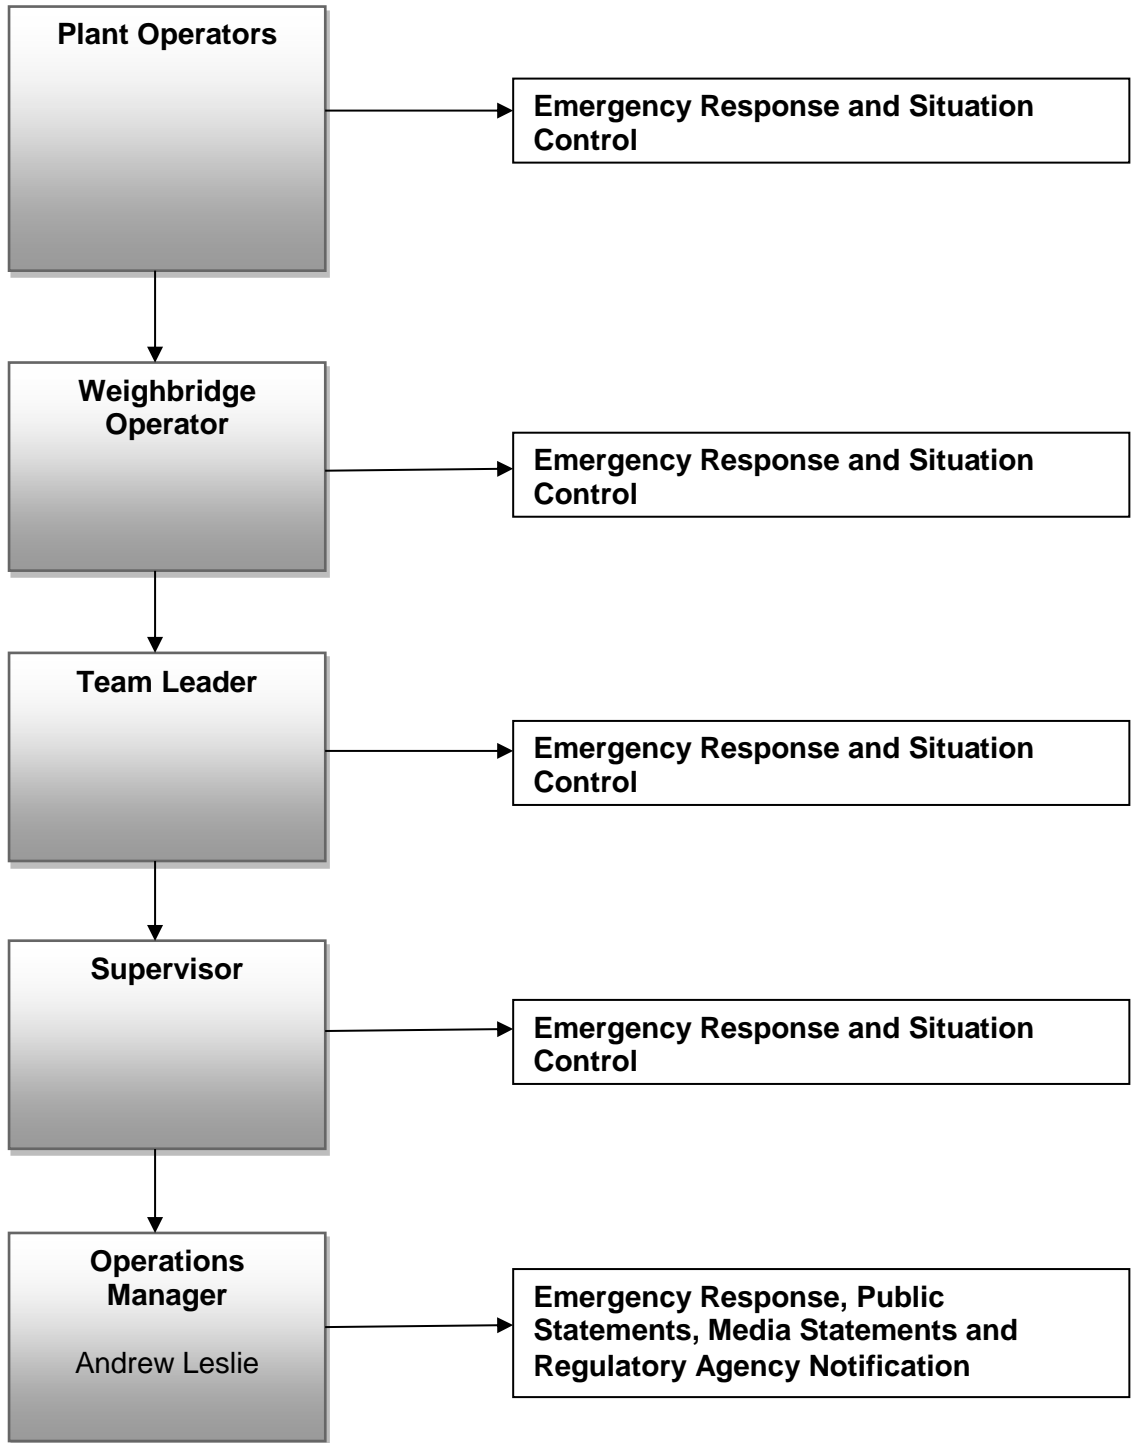 Plant Operators
Emergency Response and Situation
Control
Weighbridge
Operator
Emergency Response and Situation
Control
Team Leader
Emergency Response and Situation
Control
Supervisor
Emergency Response and Situation
Control
Operations
Manager
Andrew Leslie
Emergency Response, Public
Statements, Media Statements and
Regulatory Agency Notification